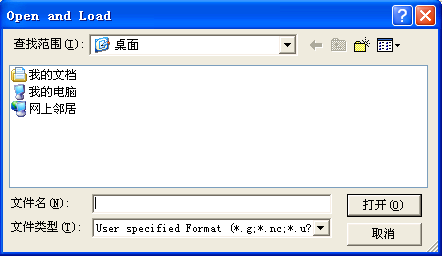 Open and Load
查找范围(I):
桌面
我的文档
我的电脑
网上邻居
文件名(N):
打开(O)
文件类型(T):
User specified Format (*.g;*.nc;*.u?
取消